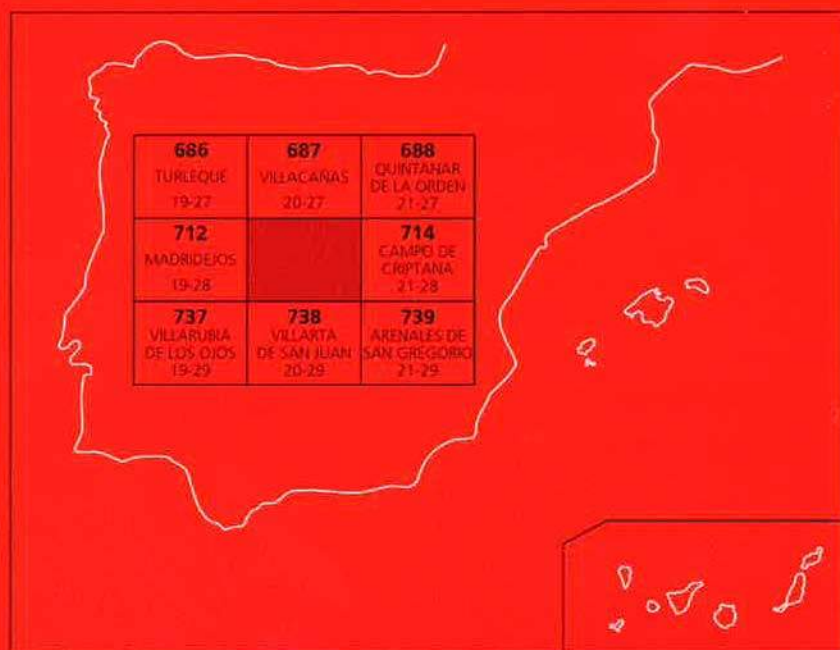 686
TURLEQUE
19-27
687
VILLACAÑAS
20-27
688
QUINTANAR
DE LA ORDEN
21-27
712
MADRIDEJOS
19-28
714
CAMPO DE
CRIPTANA
21-28
737
VILLARUBIA
DE LOS OJOS
19-29
738
VILLARTA
DE SAN JUAN
20-29
739
ARENALES DE
SAN GREGORIO
21-29